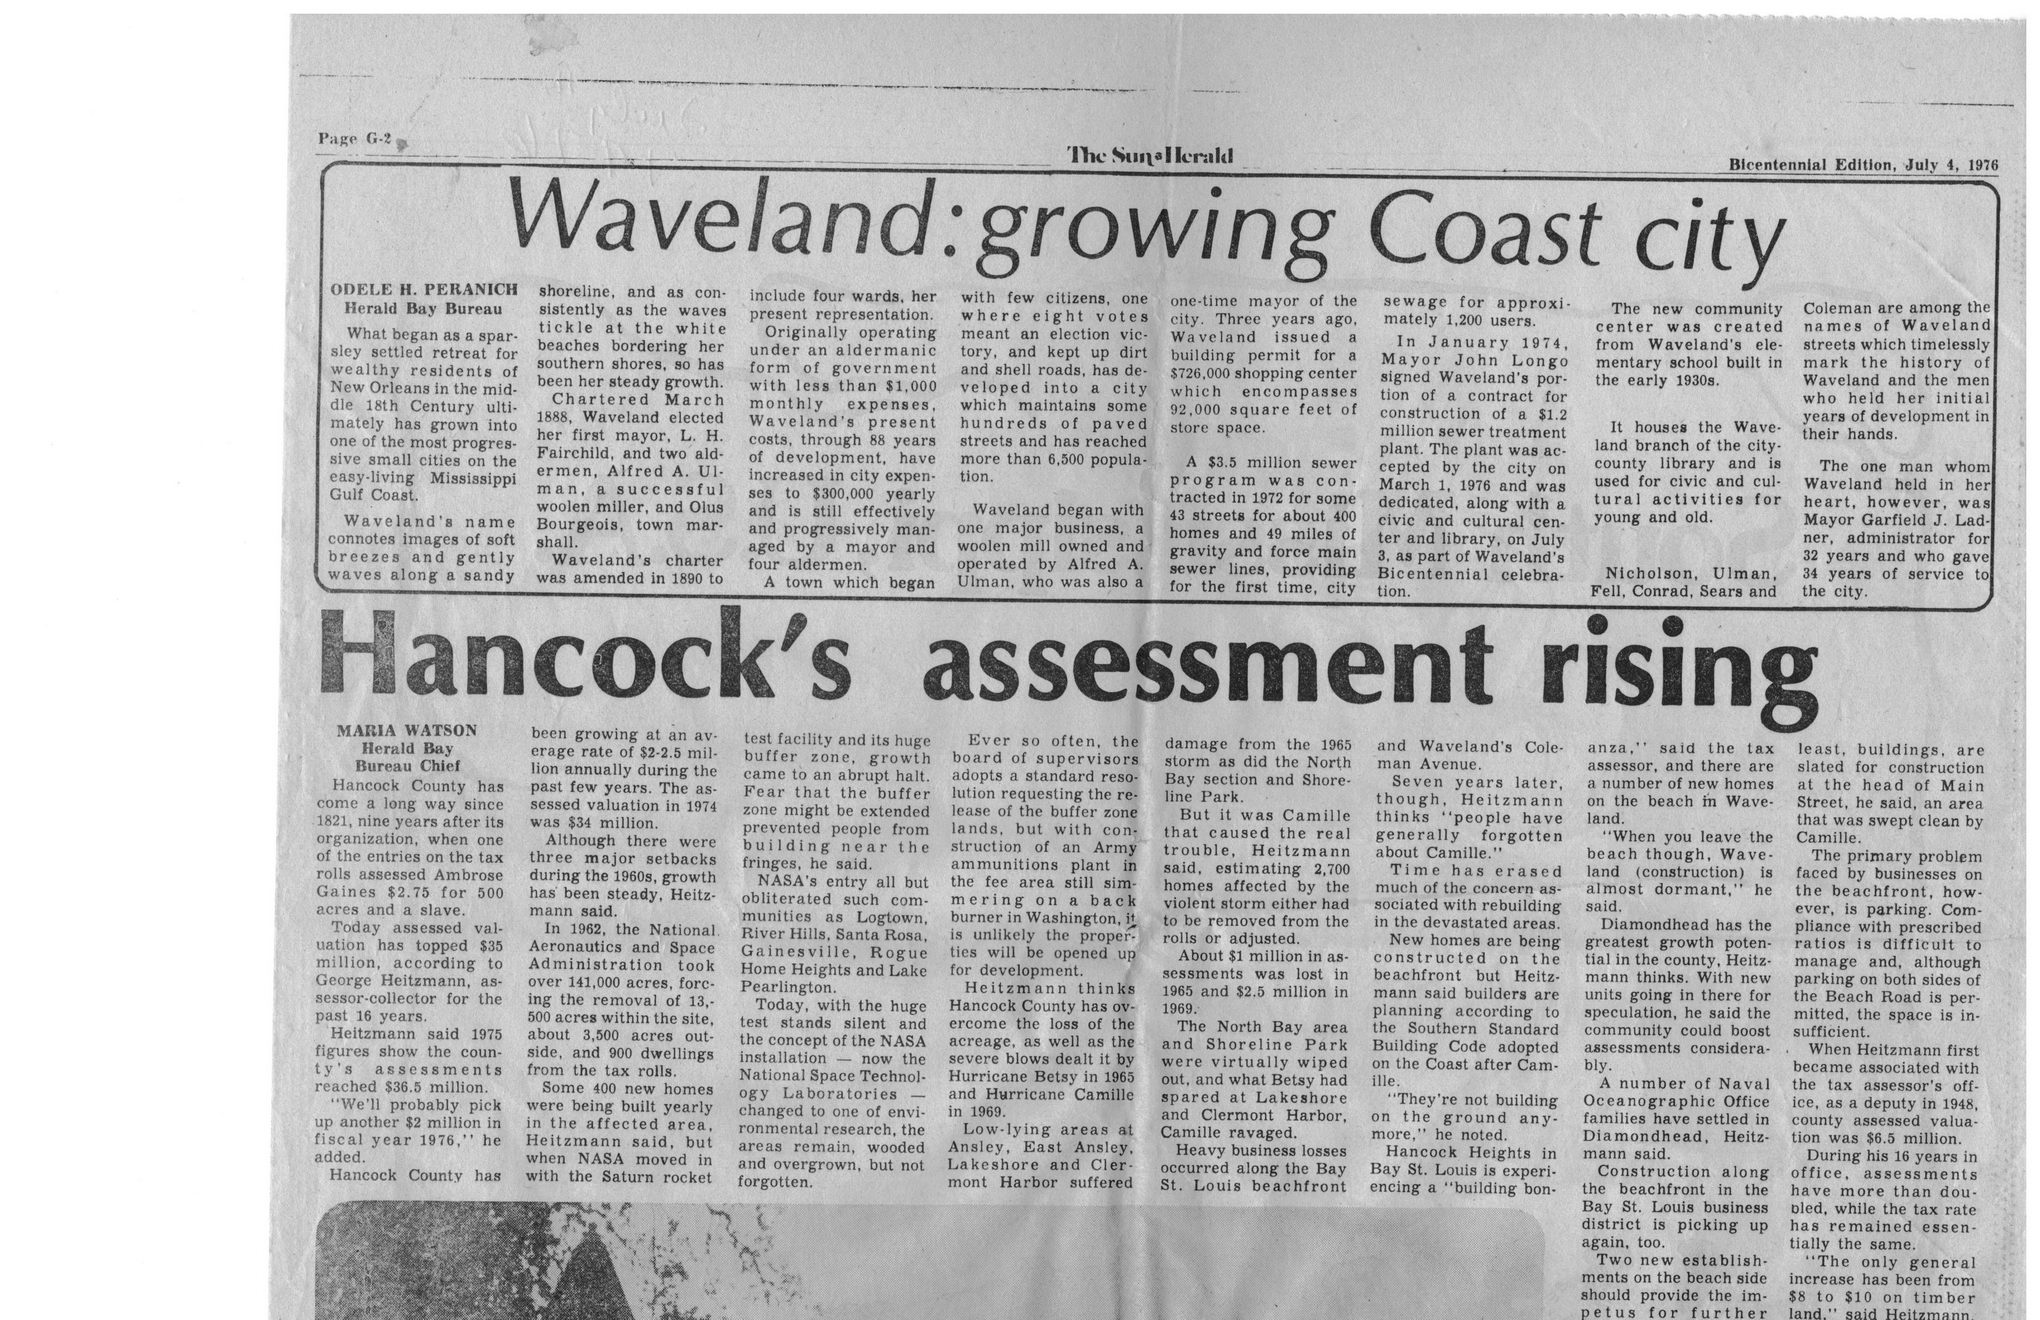 Page G-2
The Sun Herald
Bicentennial Edition, July 4, 1976
Waveland: growing Coast city
ODELE H. PERANICH
Herald Bay Bureau
What began as a spar-
sley settled retreat for
wealthy residents of
New Orleans in the mid-
dle 18th Century ulti-
mately has grown into
one of the most progres-
sive small cities on the
easy-living Mississippi
Gulf Coast.
Waveland's name
connotes images of soft
breezes and gently
waves along a sandy
shoreline, and as con-
sistently as the waves
tickle at the white
beaches bordering her
southern shores, so has
been her steady growth.
Chartered March
1888, Waveland elected
her first mayor, L. H.
Fairchild, and two ald-
ermen, Alfred A. Ul-
man, a successful
woolen miller, and Olus
Bourgeois, town mar-
shall.
Waveland's charter
was amended in 1890 to
include four wards, her
present representation.
Originally operating
under an aldermanic
form of government
with less than $1,000
monthly expenses,
Waveland's present
costs, through 88 years
of development, have
increased in city expen-
ses to $300,000 yearly
and is still effectively
and progressively man-
aged by a mayor and
four aldermen.
A town which began
with few citizens, one
where eight votes
meant an election vic-
tory, and kept up dirt
and shell roads, has de-
veloped into a city
which maintains some
hundreds of paved
streets and has reached
more than 6,500 popula-
tion.
Waveland began with
one major business, a
woolen mill owned and
operated by Alfred A.
Ulman, who was also a
one-time mayor of the
city. Three years ago,
Waveland issued a
building permit for a
$726,000 shopping center
which encompasses
92,000 square feet of
store space.
A $3.5 million sewer
program was con-
tracted in 1972 for some
43 streets for about 400
homes and 49 miles of
gravity and force main
sewer lines, providing
for the first time, city
sewage for approxi-
mately 1,200 users.
In January 1974,
Mayor John Longo
signed Waveland's por-
tion of a contract for
construction of a $1.2
million sewer treatment
plant. The plant was ac-
cepted by the city on
March 1, 1976 and was
dedicated, along with a
civic and cultural cen-
ter and library, on July
3, as part of Waveland's
Bicentennial celebra-
tion.
The new community
center was created
from Waveland's ele-
mentary school built in
the early 1930s.
It houses the Wave-
land branch of the city-
county library and is
used for civic and cul-
tural activities for
young and old.
Nicholson, Ulman,
Fell, Conrad, Sears and
Coleman are among the
names of Waveland
streets which timelessly
mark the history of
Waveland and the men
who held her initial
years of development in
their hands.
The one man whom
Waveland held in her
heart, however, was
Mayor Garfield J. Lad-
ner, administrator for
32 years and who gave
34 years of service to
the city.
Hancock's assessment rising
MARIA WATSON
Herald Bay
Bureau Chief
Hancock County has
come a long way since
1821, nine years after its
organization, when one
of the entries on the tax
rolls assessed Ambrose
Gaines $2.75 for 500
acres and a slave.
Today assessed val-
uation has topped $35
million, according to
George Heitzmann, as-
sessor-collector for the
past 16 years.
Heitzmann said 1975
figures show the coun-
ty's assessments
reached $36.5 million.
"We'll probably pick
up another $2 million in
fiscal year 1976," he
added.
Hancock County has
been growing at an av-
erage rate of $2-2.5 mil-
lion annually during the
past few years. The as-
sessed valuation in 1974
was $34 million.
Although there were
three major setbacks
during the 1960s, growth
has been steady, Heitz-
mann said.
In 1962, the National
Aeronautics and Space
Administration took
over 141,000 acres, forc-
ing the removal of 13,-
500 acres within the site,
about 3,500 acres out-
side, and 900 dwellings
from the tax rolls.
Some 400 new homes
were being built yearly
in the affected area,
Heitzmann said, but
when NASA moved in
with the Saturn rocket
test facility and its huge
buffer zone, growth
came to an abrupt halt.
Fear that the buffer
zone might be extended
prevented people from
building near the
fringes, he said.
NASA's entry all but
obliterated such com-
munities as Logtown,
River Hills, Santa Rosa,
Gainesville, Rogue
Home Heights and Lake
Pearlington.
Today, with the huge
test stands silent and
the concept of the NASA
installation — now the
National Space Technol-
ogy Laboratories —
changed to one of envi-
ronmental research, the
areas remain, wooded
and overgrown, but not
forgotten.
Ever so often, the
board of supervisors
adopts a standard reso-
lution requesting the re-
lease of the buffer zone
lands, but with con-
struction of an Army
ammunitions plant in
the fee area still sim-
mering on a back
burner in Washington, it
is unlikely the proper-
ties will be opened up
for development.
Heitzmann thinks
Hancock County has ov-
ercome the loss of the
acreage, as well as the
severe blows dealt it by
Hurricane Betsy in 1965
and Hurricane Camille
in 1969.
Low-lying areas at
Ansley, East Ansley,
Lakeshore and Cler-
mont Harbor suffered
damage from the 1965
storm as did the North
Bay section and Shore-
line Park.
But it was Camille
that caused the real
trouble, Heitzmann
said, estimating 2,700
homes affected by the
violent storm either had
to be removed from the
rolls or adjusted.
About $1 million in as-
sessments was lost in
1965 and $2.5 million in
1969.
The North Bay area
and Shoreline Park
were virtually wiped
out, and what Betsy had
spared at Lakeshore
and Clermont Harbor,
Camille ravaged.
Heavy business losses
occurred along the Bay
St. Louis beachfront
and Waveland's Cole-
man Avenue.
Seven years later,
though, Heitzmann
thinks "people have
generally forgotten
about Camille."
Time has erased
much of the concern as-
sociated with rebuilding
in the devastated areas.
New homes are being
constructed on the
beachfront but Heitz-
mann said builders are
planning according to
the Southern Standard
Building Code adopted
on the Coast after Cam-
ille.
"They're not building
on the ground any-
more," he noted.
Hancock Heights in
Bay St. Louis is experi-
encing a "building bon-
anza," said the tax
assessor, and there are
a number of new homes
on the beach in Wave-
land.
"When you leave the
beach though, Wave-
land (construction) is
almost dormant," he
said.
Diamondhead has the
greatest growth poten-
tial in the county, Heitz-
mann thinks. With new
units going in there for
speculation, he said the
community could boost
assessments considera-
bly.
A number of Naval
Oceanographic Office
families have settled in
Diamondhead, Heitz-
mann said.
Construction along
the beachfront in the
Bay St. Louis business
district is picking up
again, too.
Two new establish-
ments on the beach side
should provide the im-
petus for further
least, buildings, are
slated for construction
at the head of Main
Street, he said, an area
that was swept clean by
Camille.
The primary problem
faced by businesses on
the beachfront, how-
ever, is parking. Com-
pliance with prescribed
ratios is difficult to
manage and, although
parking on both sides of
the Beach Road is per-
mitted, the space is in-
sufficient.
When Heitzmann first
became associated with
the tax assessor's off-
ice, as a deputy in 1948,
county assessed valua-
tion was $6.5 million.
During his 16 years in
office, assessments
have more than dou-
bled, while the tax rate
has remained essen-
tially the same.
"The only general
increase has been from
$8 to $10 on timber
land," said Heitzmann.